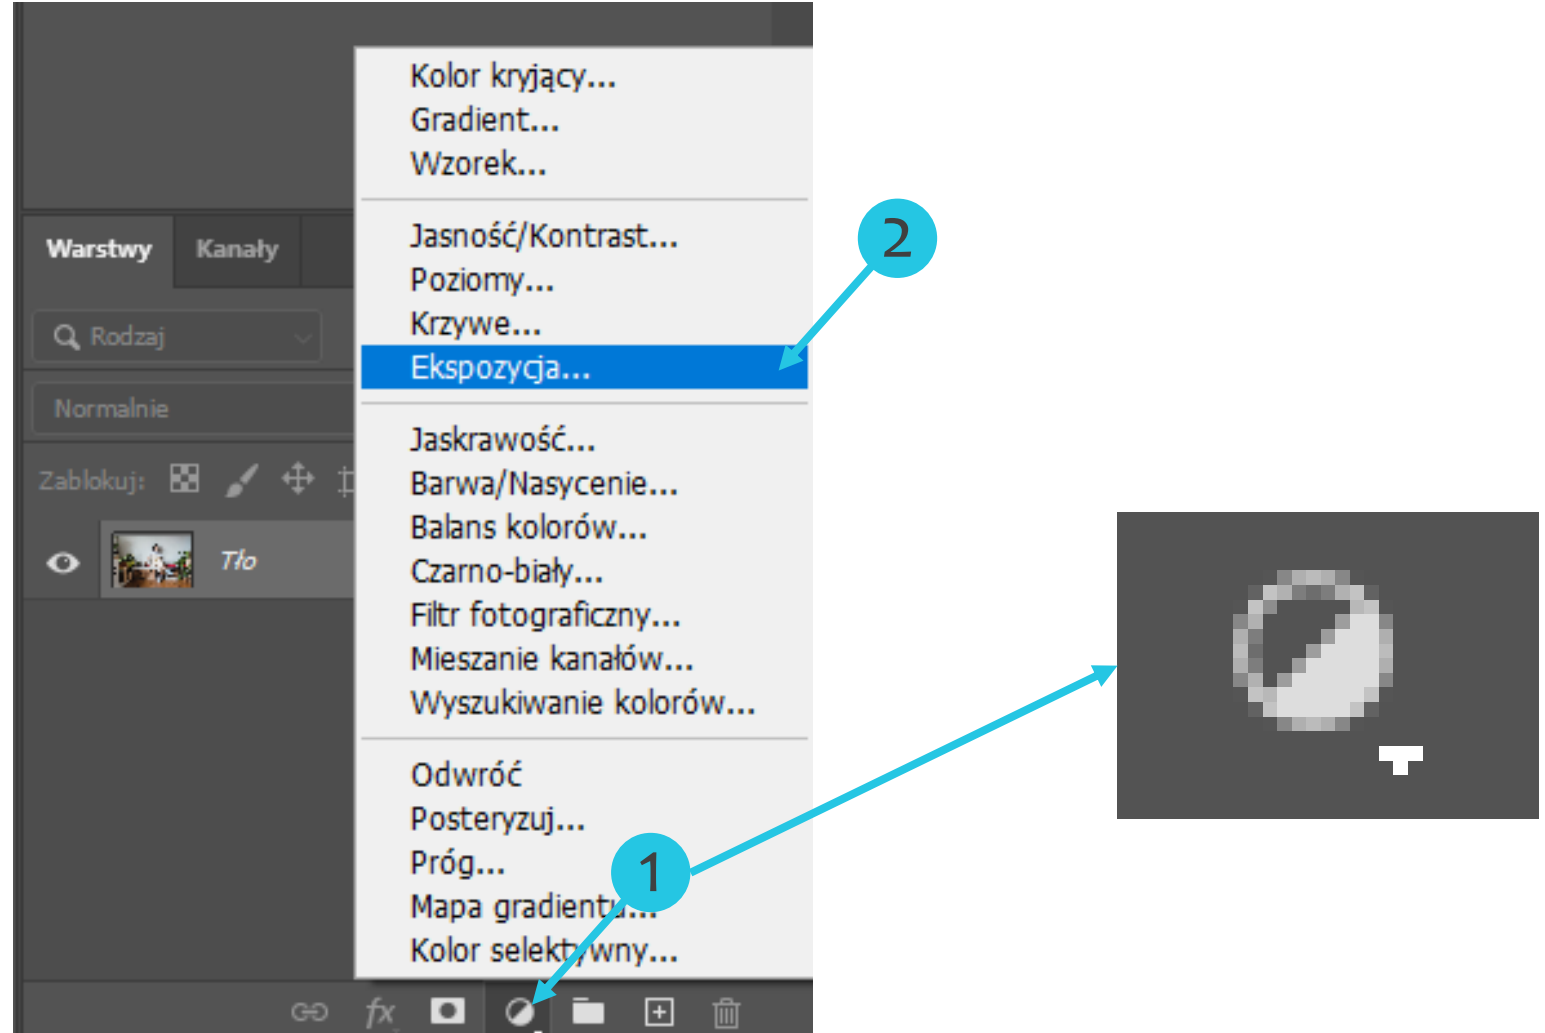 Kolor kryjący...
Gradient...
Wzorek...
Jasność/Kontrast...
Poziomy...
Krzywe...
Ekspozycja...
Jaskrawość...
Barwa/Nasycenie...
Balans kolorów...
Czarno-biały...
Filtr fotograficzny...
Mieszanie kanałów...
Wyszukiwanie kolorów...
Odwróć
Posteryzuj...
Próg...
Mapa gradientu...
Kolor selektywny...
Warstwy Kanały
Rodzaj
Normalnie
Zablokuj:
Tło
fx
2
1